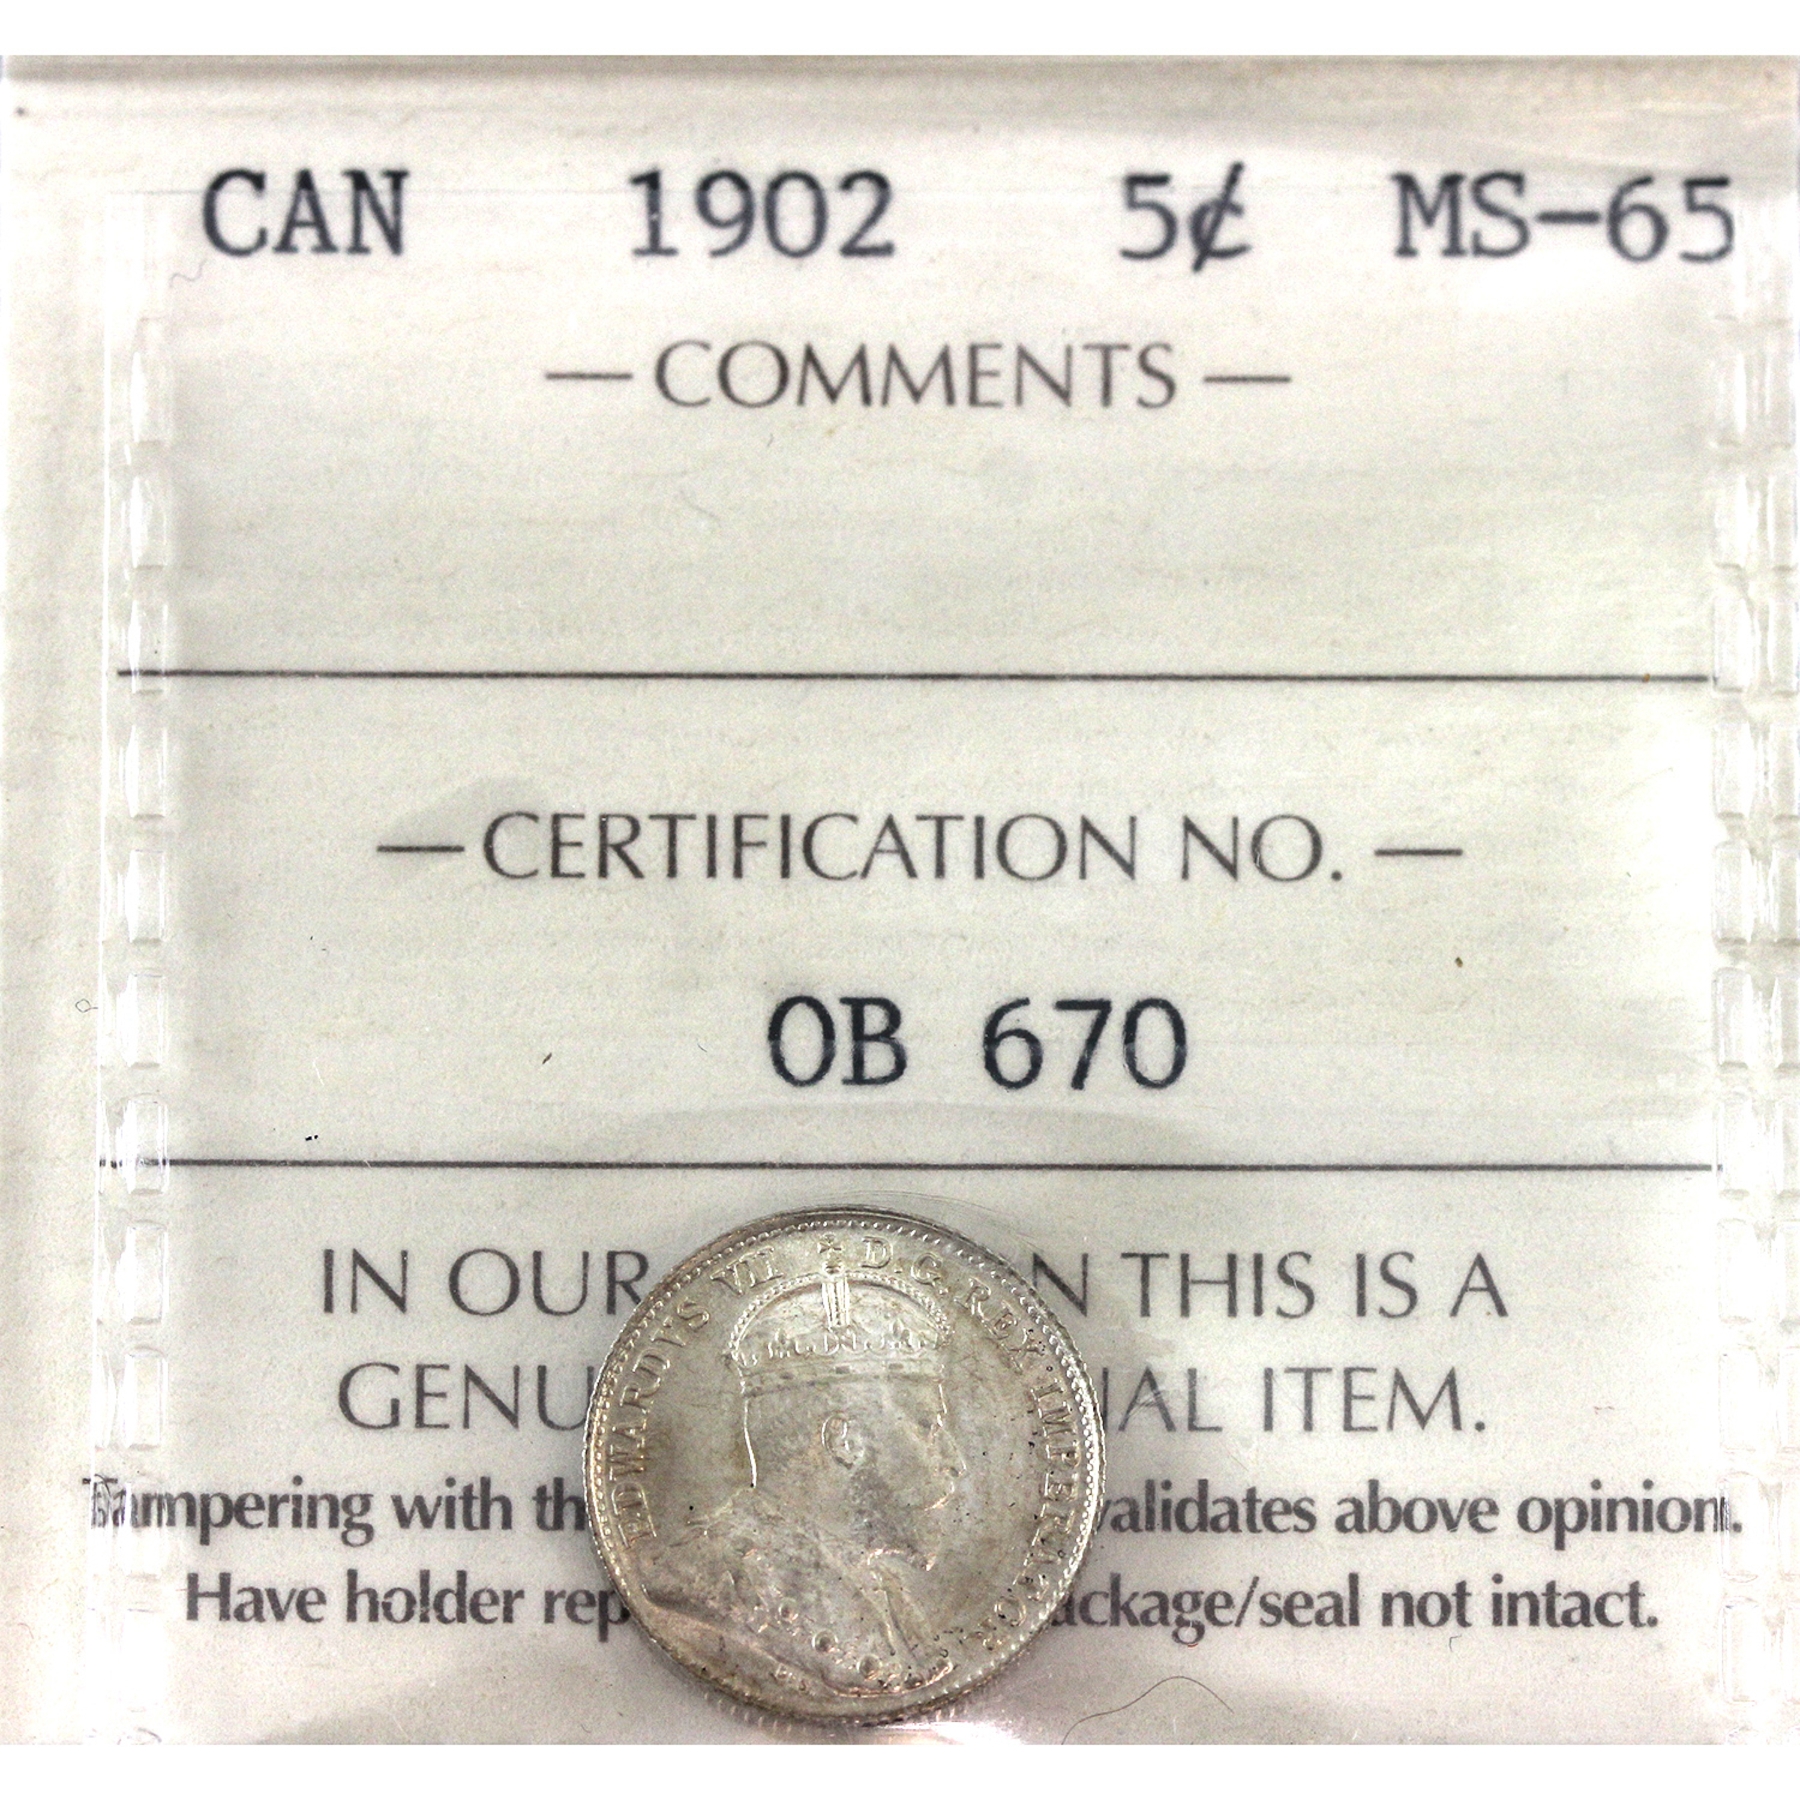 CAN 1902 5¢ MS-65
— COMMENTS —
— CERTIFICATION NO. —
OB 670
IN OUR N THIS IS A
GENU AL ITEM.
Tampering with th validates above opinion.
Have holder rep ackage/seal not intact.
EDWARDVS VII D.G. REX IMPERATOR